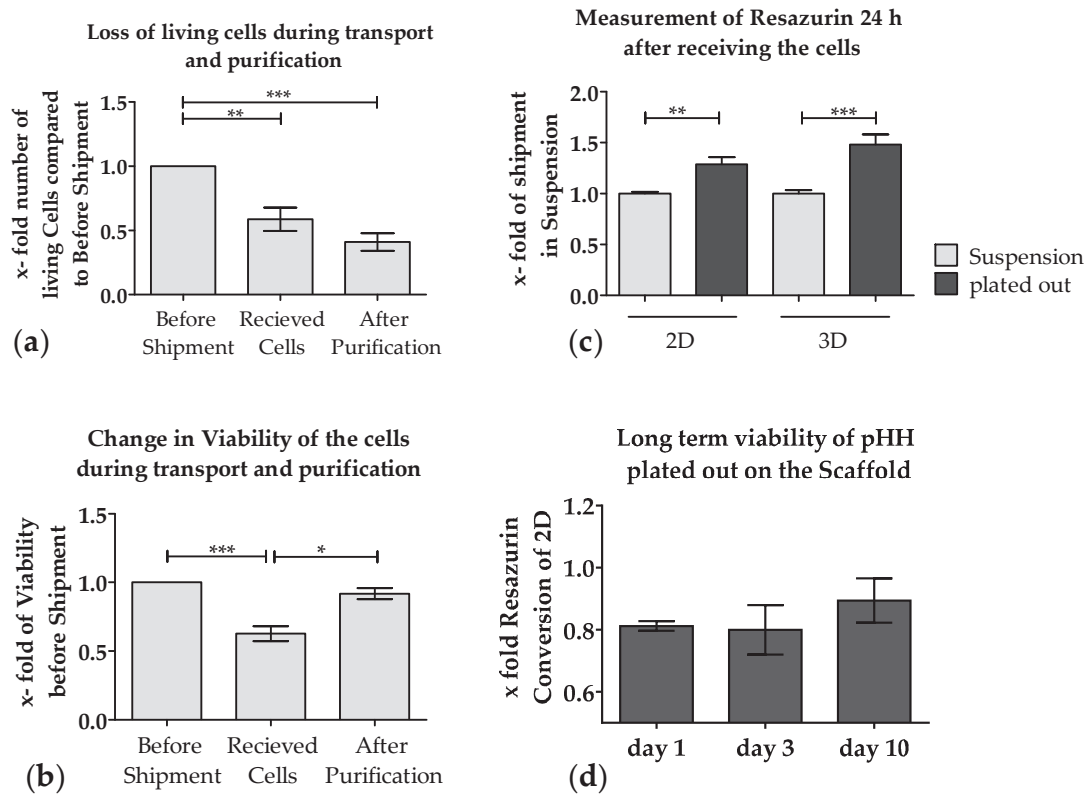 Loss of living cells during transport
and purification
x- fold number of
living Cells compared
to Before Shipment
1.5
1.0
0.5
0.0
***
**
Before
Shipment
Recieved
Cells
After
Purification
(a)
Measurement of Resazurin 24 h
after receiving the cells
x- fold of shipment
in Suspension
2.0
1.5
1.0
0.5
0.0
**
***
2D
3D
Suspension
plated out
(c)
Change in Viability of the cells
during transport and purification
x- fold of Viability
before Shipment
1.5
1.0
0.5
0.0
***
*
Before
Shipment
Recieved
Cells
After
Purification
(b)
Long term viability of pHH
plated out on the Scaffold
x fold Resazurin
Conversion of 2D
1.2
1.0
0.8
0.6
day 1
day 3
day 10
(d)